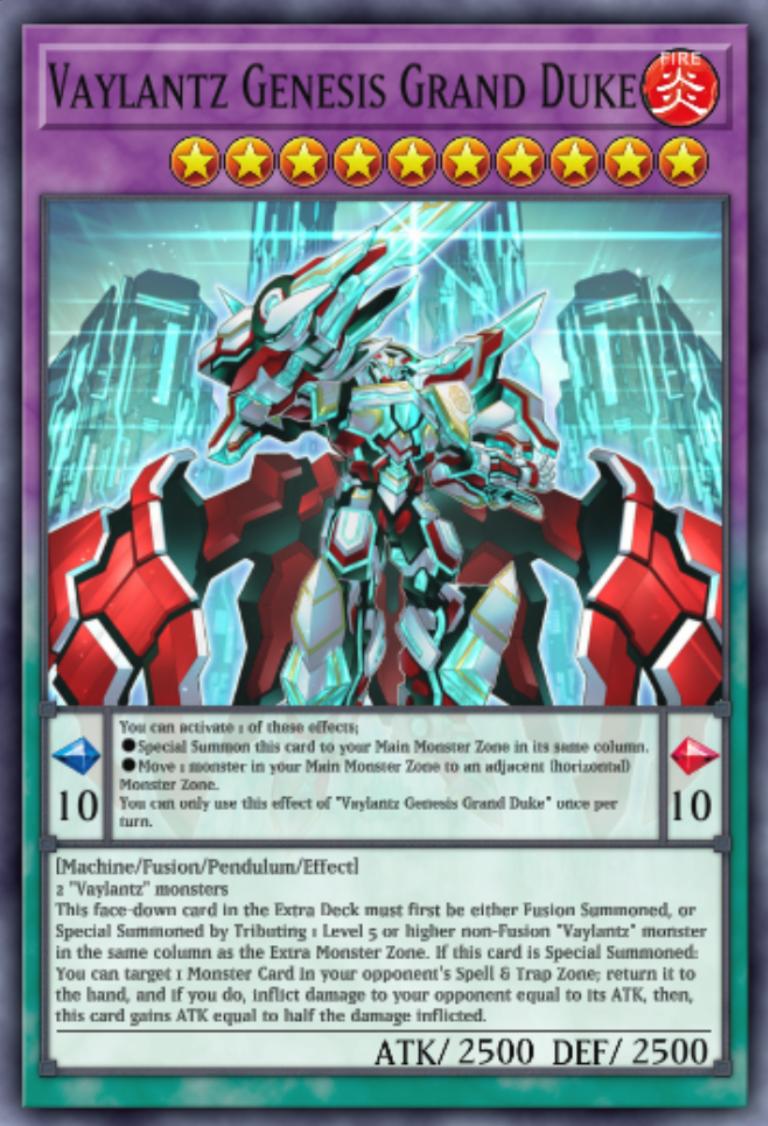 Vaylantz Genesis Grand Duke
FIRE
炎
You can activate 1 of these effects;
●Special Summon this card to your Main Monster Zone in its same column.
●Move 1 monster in your Main Monster Zone to an adjacent (horizontal)
Monster Zone.
You can only use this effect of "Vaylantz Genesis Grand Duke" once per
turn.
10
10
[Machine/Fusion/Pendulum/Effect]
2 "Vaylantz" monsters
This face-down card in the Extra Deck must first be either Fusion Summoned, or
Special Summoned by Tributing 1 Level 5 or higher non-Fusion "Vaylantz" monster
in the same column as the Extra Monster Zone. If this card is Special Summoned:
You can target 1 Monster Card in your opponent's Spell & Trap Zone; return it to
the hand, and if you do, inflict damage to your opponent equal to its ATK, then,
this card gains ATK equal to half the damage inflicted.
ATK/ 2500 DEF/ 2500